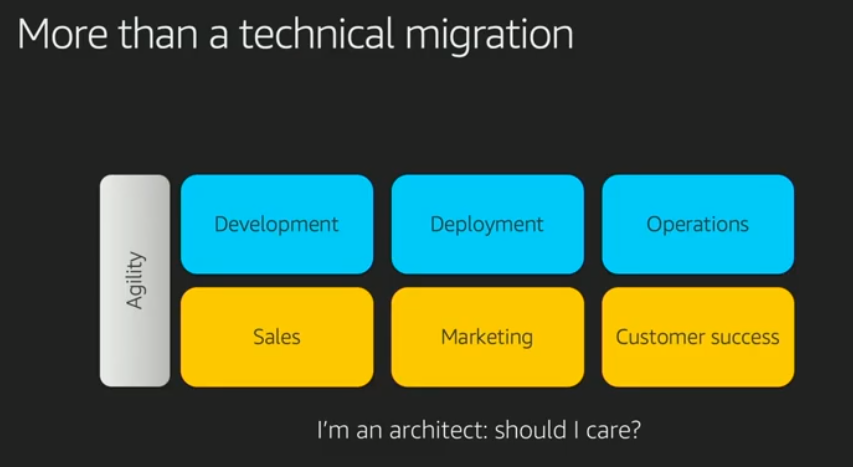 More than a technical migration
Agility
Development
Deployment
Operations
Sales
Marketing
Customer success
I'm an architect: should I care?